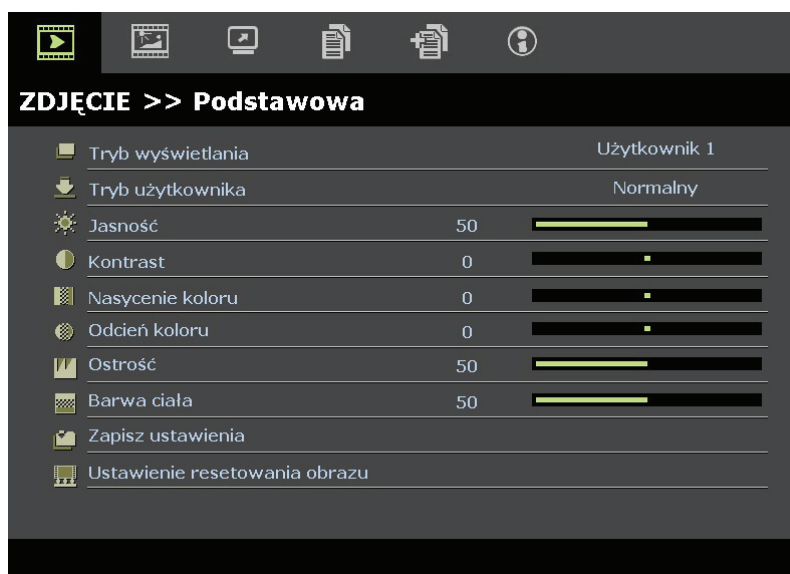 ZDJĘCIE >> Podstawowa
Tryb wyświetlania Użytkownik 1
Tryb użytkownika Normalny
Jasność 50
Kontrast 0
Nasycenie koloru 0
Odcień koloru 0
Ostrość 50
Barwa ciała 50
Zapisz ustawienia
Ustawienie resetowania obrazu